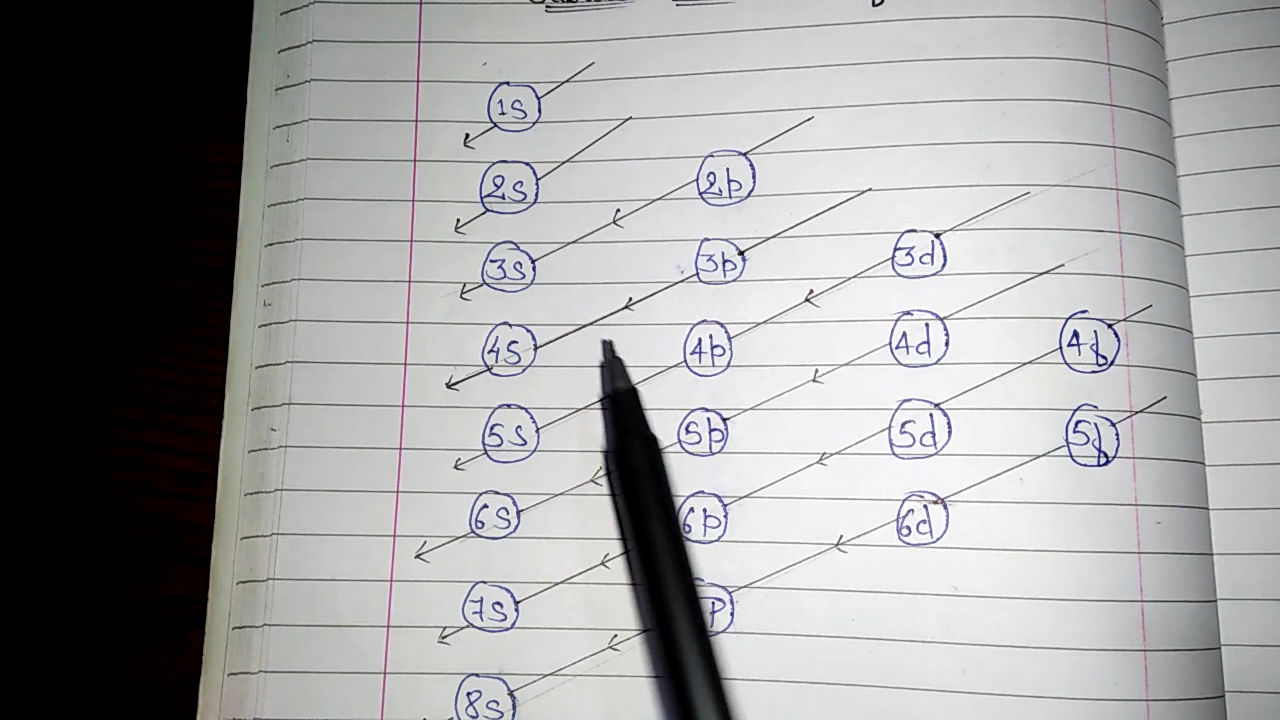 1s
2s 2p
3s 3p 3d
4s 4p 4d 4f
5s 5p 5d 5f
6s 6p 6d
7s p
8s